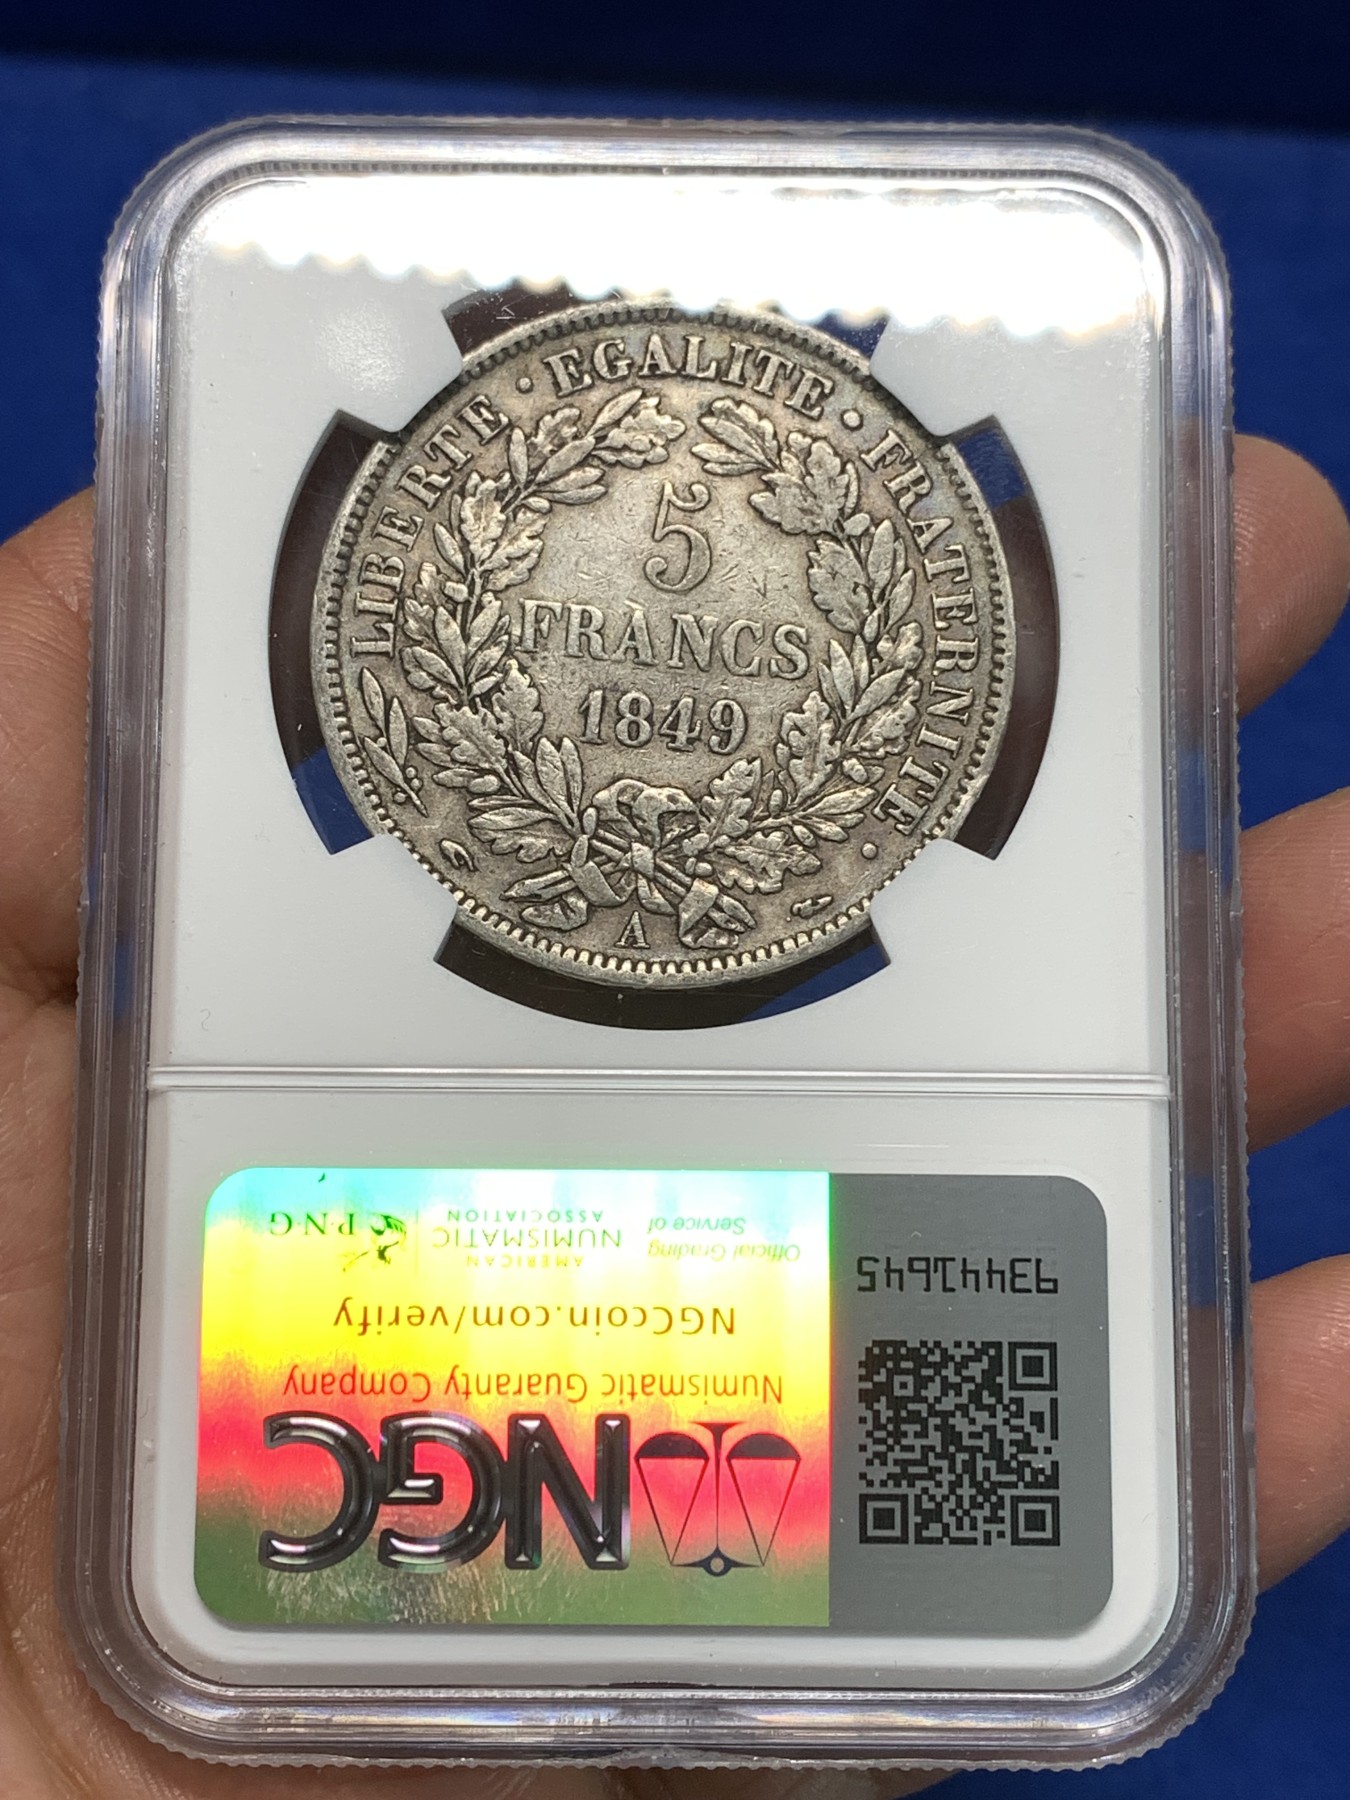 LIBERTE · EGALITE · FRATERNITE ·
5
FRANCS
1849
A
NGC
Numismatic Guaranty Company
NGCcoin.com/verify
Official Grading
Service of
AMERICAN
NUMISMATIC
ASSOCIATION
P·N·G
93441645